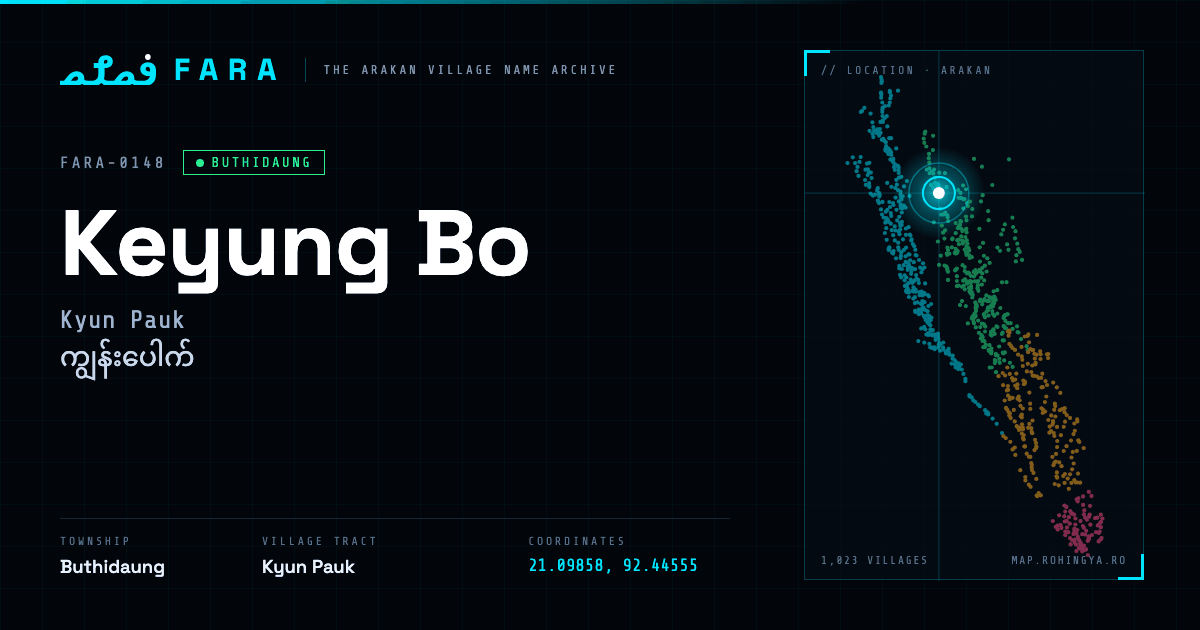 FARA
THE ARAKAN VILLAGE NAME ARCHIVE
FARA-0148
BUTHIDAUNG
Keyung Bo
Kyun Pauk
ကျွန်းပေါက်
TOWNSHIP
Buthidaung
VILLAGE TRACT
Kyun Pauk
COORDINATES
21.09858, 92.44555
// LOCATION · ARAKAN
1,023 VILLAGES
MAP.ROHINGYA.RO